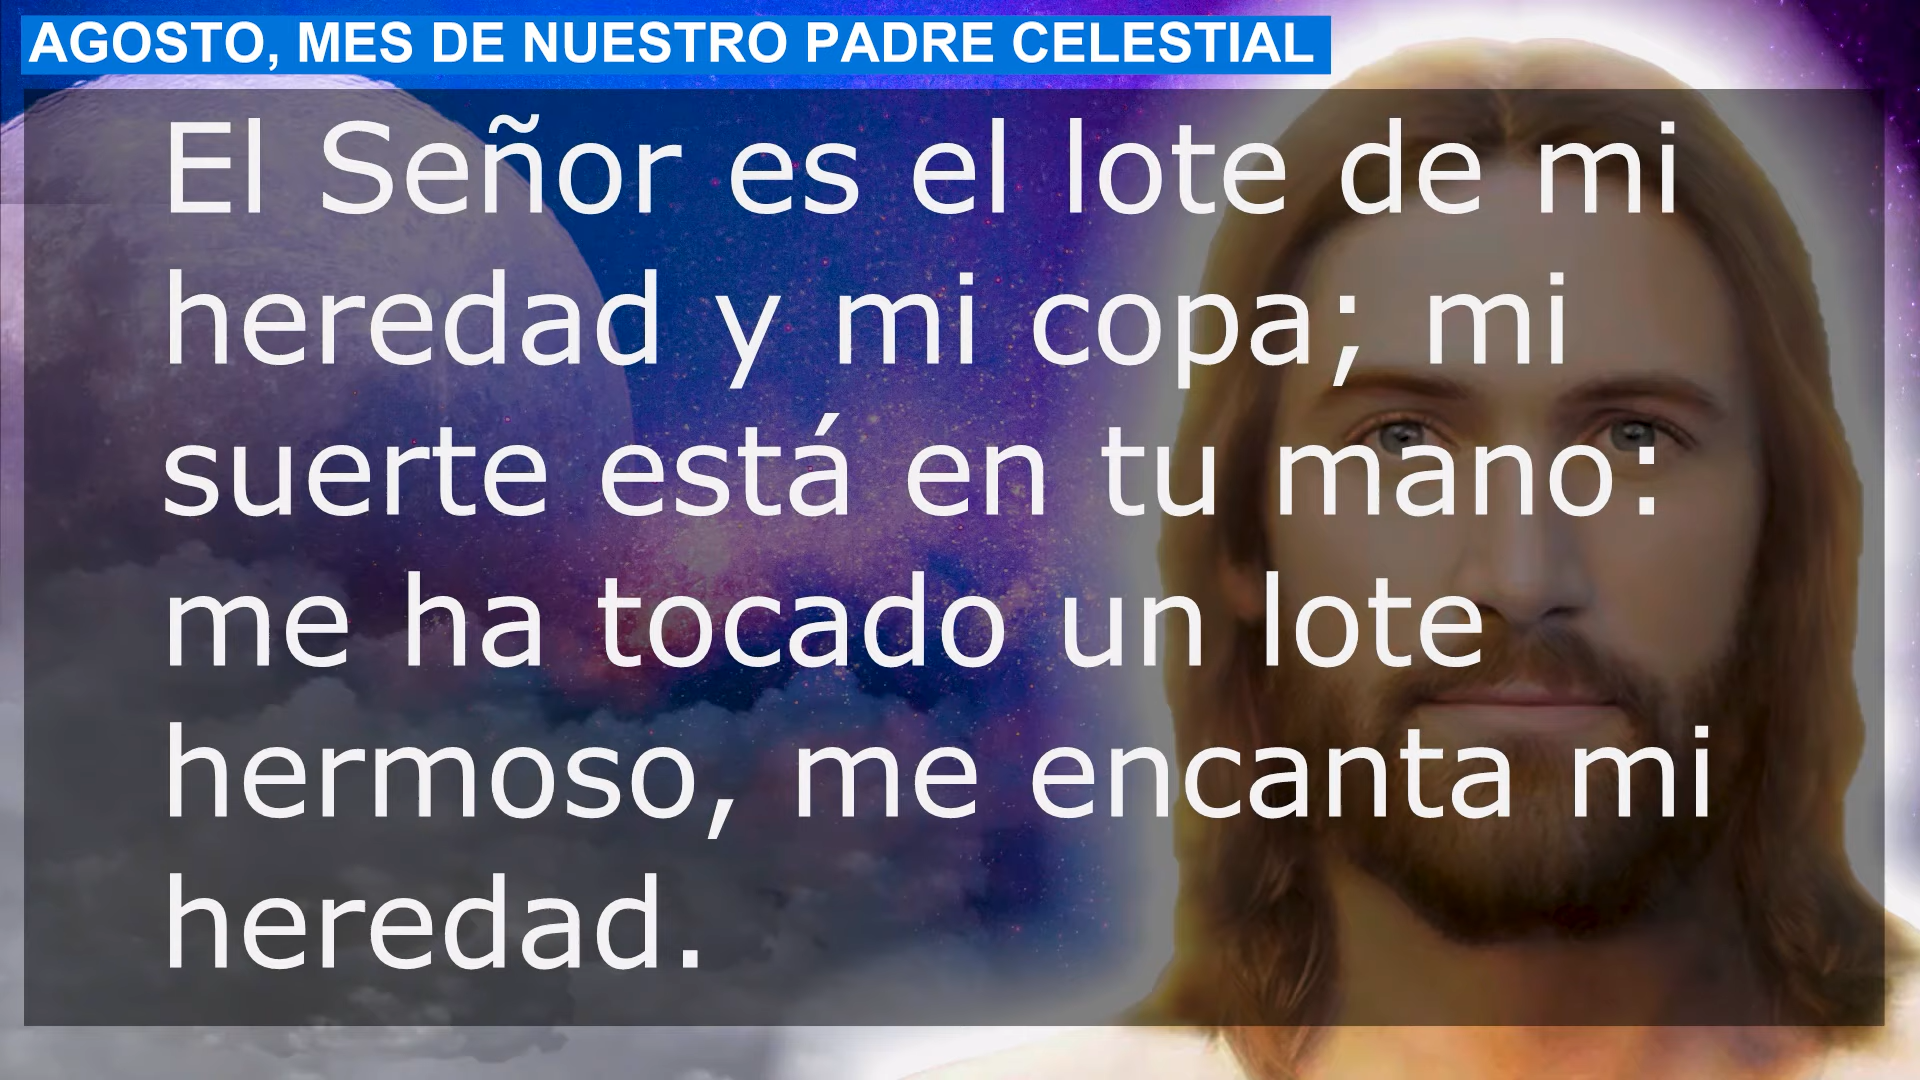 AGOSTO, MES DE NUESTRO PADRE CELESTIAL
El Señor es el lote de mi
heredad y mi copa; mi
suerte está en tu mano:
me ha tocado un lote
hermoso, me encanta mi
heredad.